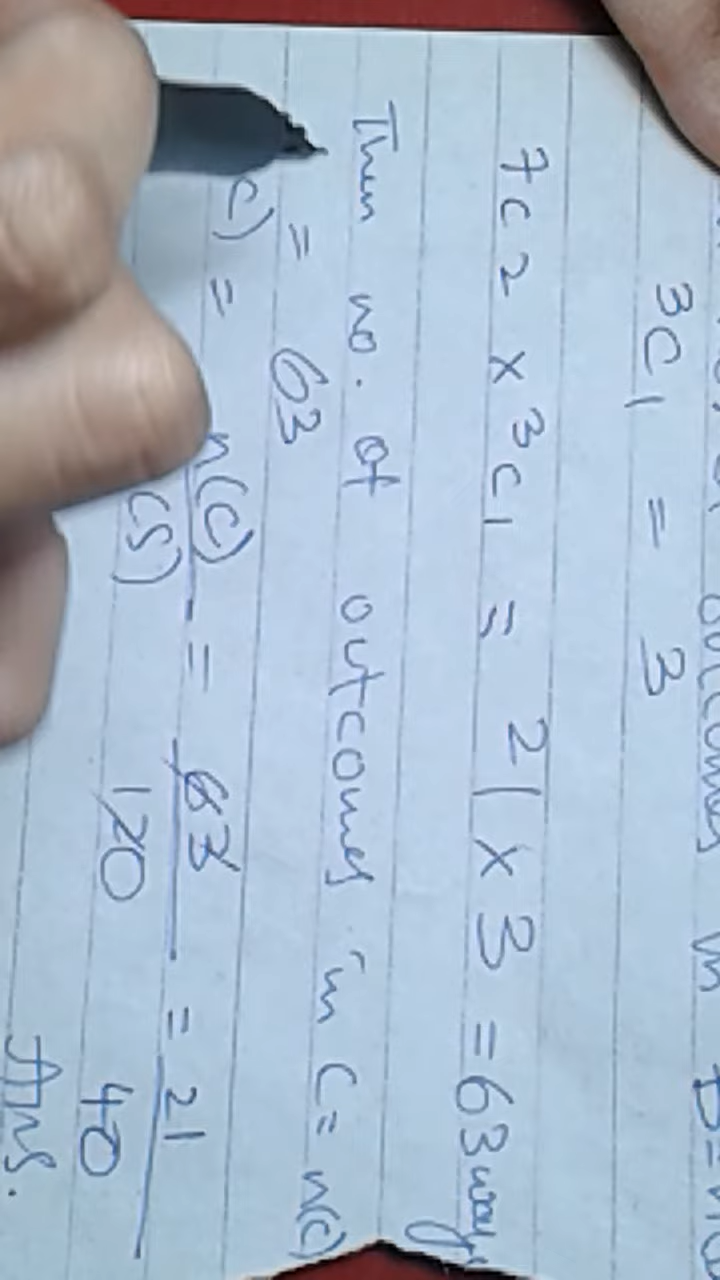 outcomes in B =
3C1 = 3
7C2 x 3C1 = 21 x 3 = 63 ways
Then no. of outcomes in C = n(C)
= 63
C) = n(C) / (S) = 63 / 120 = 21 / 40
Ans.